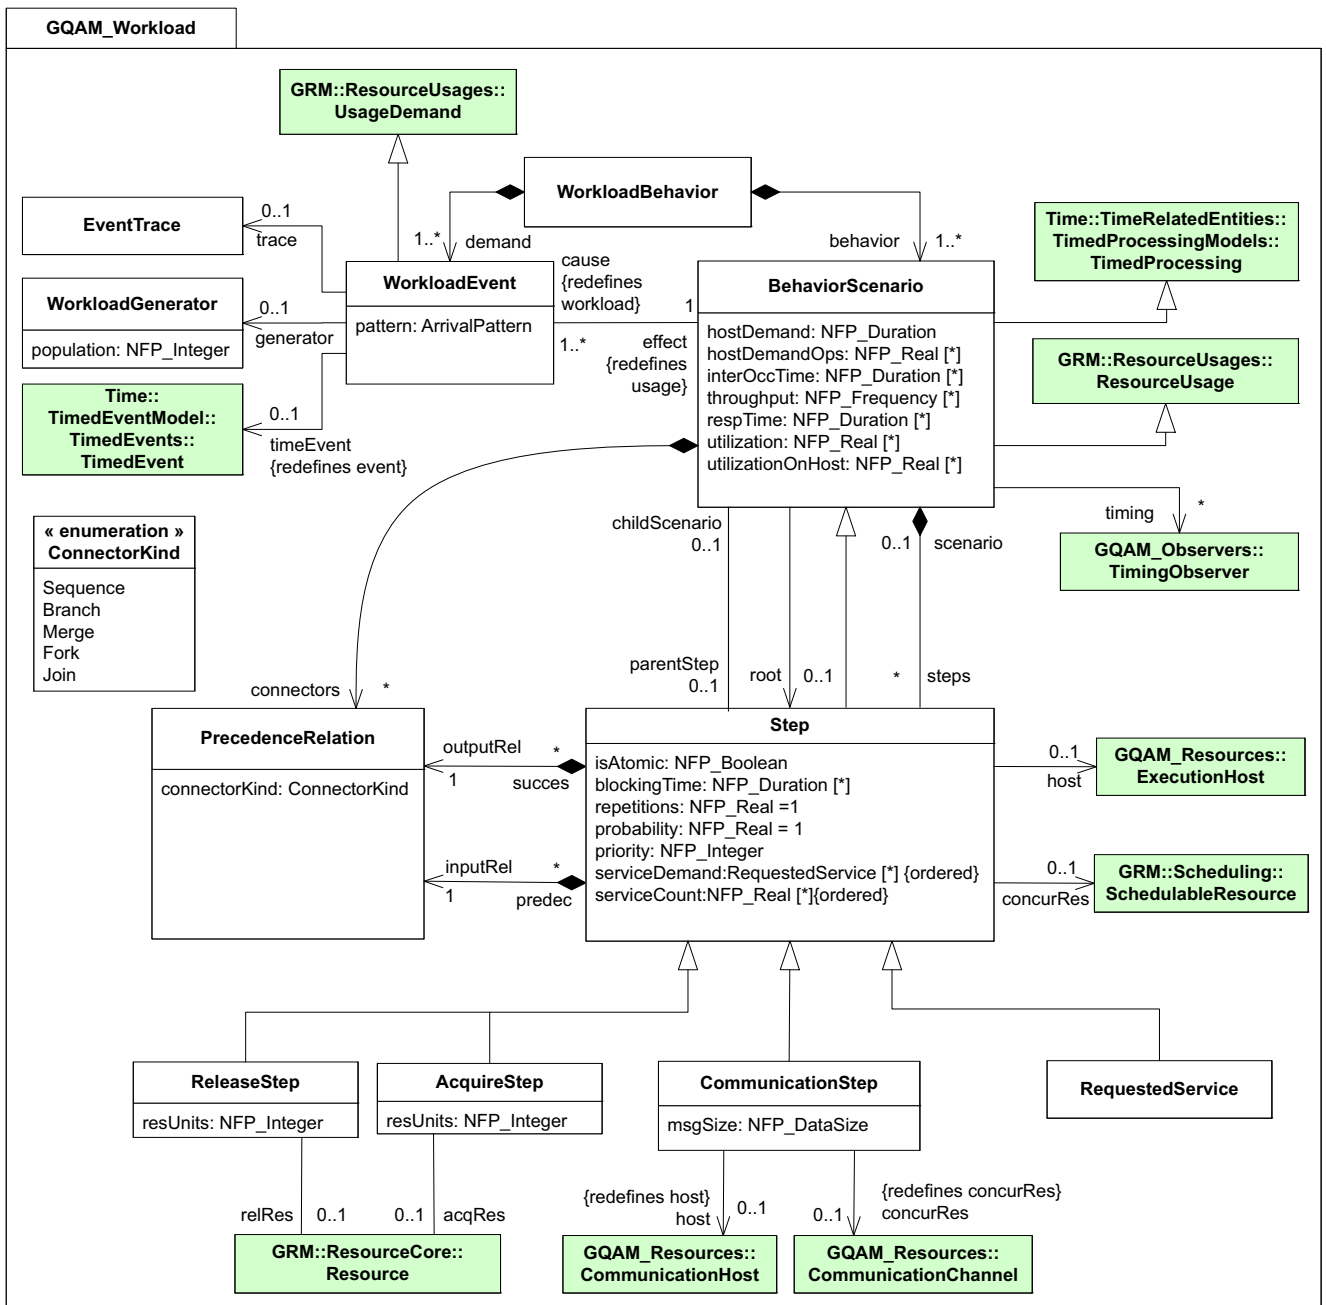 GQAM_Workload
GRM::ResourceUsages::
UsageDemand
WorkloadBehavior
EventTrace
0..1
trace
1..*
demand
behavior
1..*
Time::TimeRelatedEntities::
TimedProcessingModels::
TimedProcessing
WorkloadGenerator
population: NFP_Integer
0..1
generator
WorkloadEvent
pattern: ArrivalPattern
cause
{redefines
workload}
1
1..*
effect
{redefines
usage}
BehaviorScenario
hostDemand: NFP_Duration
hostDemandOps: NFP_Real [*]
interOccTime: NFP_Duration [*]
throughput: NFP_Frequency [*]
respTime: NFP_Duration [*]
utilization: NFP_Real [*]
utilizationOnHost: NFP_Real [*]
GRM::ResourceUsages::
ResourceUsage
Time::
TimedEventModel::
TimedEvents::
TimedEvent
0..1
timeEvent
{redefines event}
« enumeration »
ConnectorKind
Sequence
Branch
Merge
Fork
Join
childScenario
0..1
0..1
scenario
timing
*
GQAM_Observers::
TimingObserver
parentStep
0..1
root
0..1
*
steps
connectors
*
PrecedenceRelation
connectorKind: ConnectorKind
outputRel
*
1
succes
inputRel
*
1
predec
Step
isAtomic: NFP_Boolean
blockingTime: NFP_Duration [*]
repetitions: NFP_Real =1
probability: NFP_Real = 1
priority: NFP_Integer
serviceDemand:RequestedService [*] {ordered}
serviceCount:NFP_Real [*]{ordered}
0..1
host
GQAM_Resources::
ExecutionHost
0..1
concurRes
GRM::Scheduling::
SchedulableResource
ReleaseStep
resUnits: NFP_Integer
AcquireStep
resUnits: NFP_Integer
CommunicationStep
msgSize: NFP_DataSize
RequestedService
relRes
0..1
0..1
acqRes
{redefines host}
host
0..1
{redefines concurRes}
0..1
concurRes
GRM::ResourceCore::
Resource
GQAM_Resources::
CommunicationHost
GQAM_Resources::
CommunicationChannel